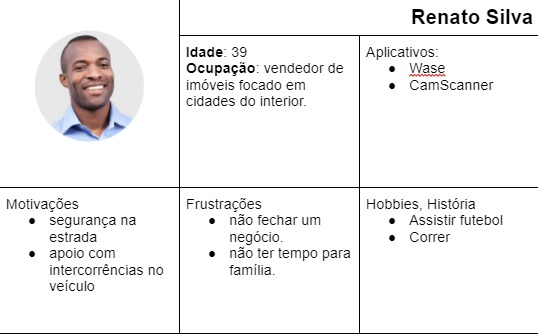 Renato Silva
Idade: 39
Ocupação: vendedor de
imóveis focado em
cidades do interior.
Aplicativos:
● Wase
● CamScanner
Motivações
● segurança na
estrada
● apoio com
intercorrências no
veículo
Frustrações
● não fechar um
negócio.
● não ter tempo para
família.
Hobbies, História
● Assistir futebol
● Correr